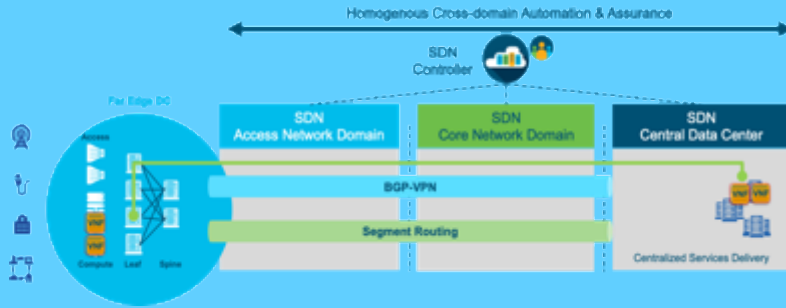 Homogenous Cross-domain Automation & Assurance
SDN
Controller
Far Edge DC
SDN
Access Network Domain
SDN
Core Network Domain
SDN
Central Data Center
Access
BGP-VPN
VNF
VNF
VNF
VNF
Segment Routing
Compute
Leaf
Spine
Centralized Services Delivery